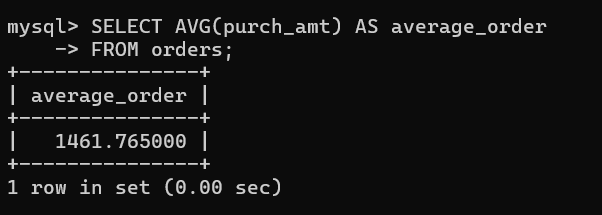 mysql> SELECT AVG(purch_amt) AS average_order
    -> FROM orders;
+---------------+
| average_order |
+---------------+
|   1461.765000 |
+---------------+
1 row in set (0.00 sec)